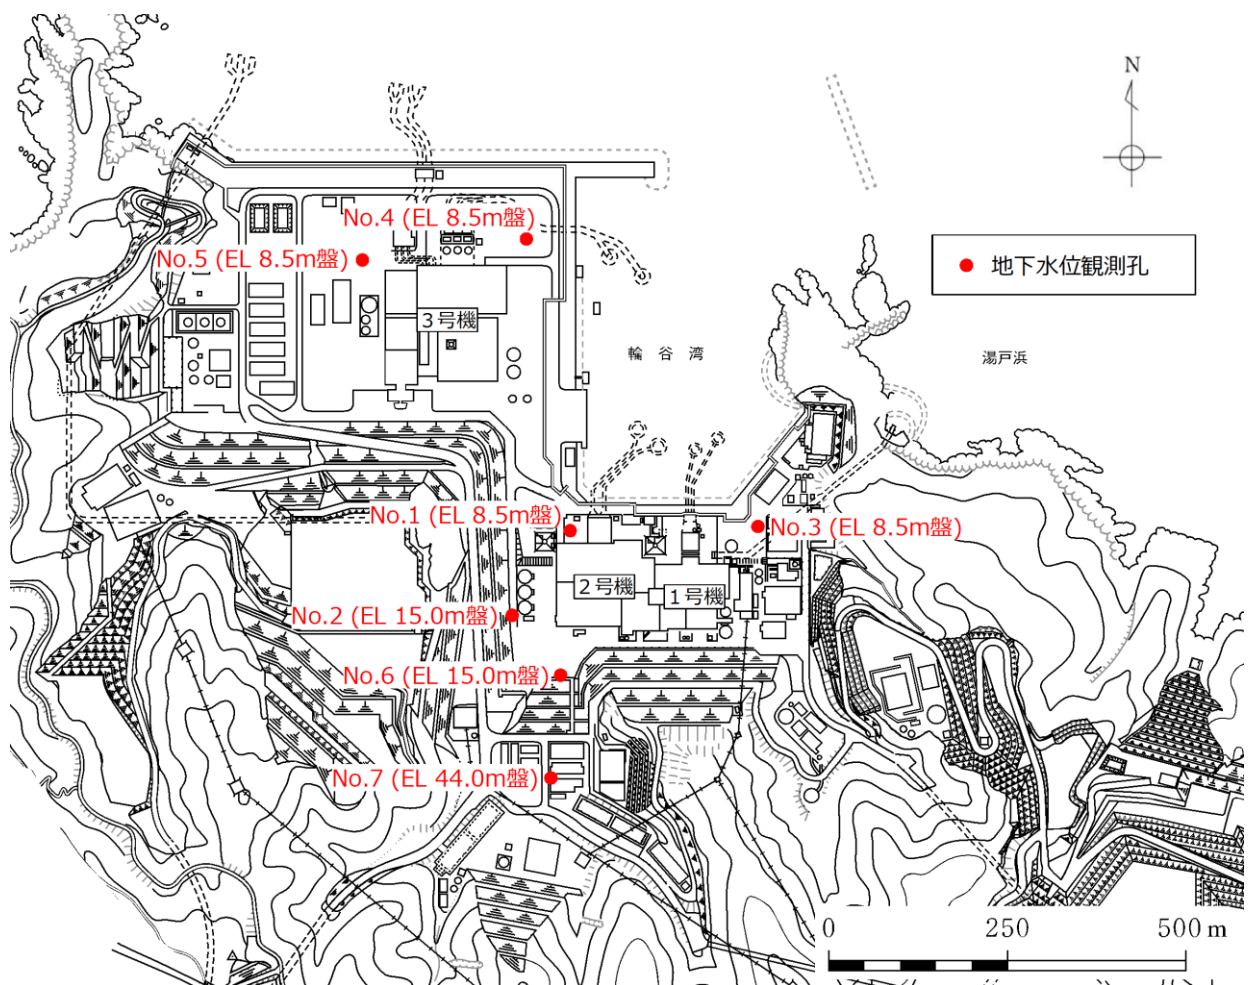 N
No.4 (EL 8.5m盤)
No.5 (EL 8.5m盤)
地下水位観測孔
3号機
輪谷湾
湯戸浜
No.1 (EL 8.5m盤)
No.3 (EL 8.5m盤)
2号機
1号機
No.2 (EL 15.0m盤)
No.6 (EL 15.0m盤)
No.7 (EL 44.0m盤)
0 250 500 m